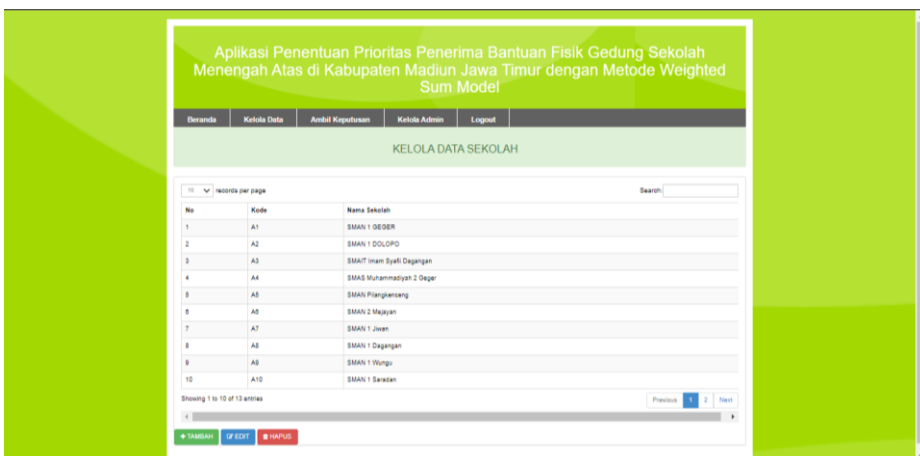 Aplikasi Penentuan Prioritas Penerima Bantuan Fisik Gedung Sekolah
Menengah Atas di Kabupaten Madiun Jawa Timur dengan Metode Weighted
Sum Model
Beranda Kelola Data Ambil Keputusan Kelola Admin Logout
KELOLA DATA SEKOLAH
10 records per page Search:
No Kode Nama Sekolah
1 A1 SMAN 1 GEGER
2 A2 SMAN 1 DOLOPO
3 A3 SMAIT Imam Syafii Dagangan
4 A4 SMAS Muhammadiyah 2 Geger
5 A5 SMAN Pilangkenceng
6 A6 SMAN 2 Mejayan
7 A7 SMAN 1 Jiwan
8 A8 SMAN 1 Dagangan
9 A9 SMAN 1 Wungu
10 A10 SMAN 1 Saradan
Showing 1 to 10 of 13 entries Previous 1 2 Next
TAMBAH EDIT HAPUS